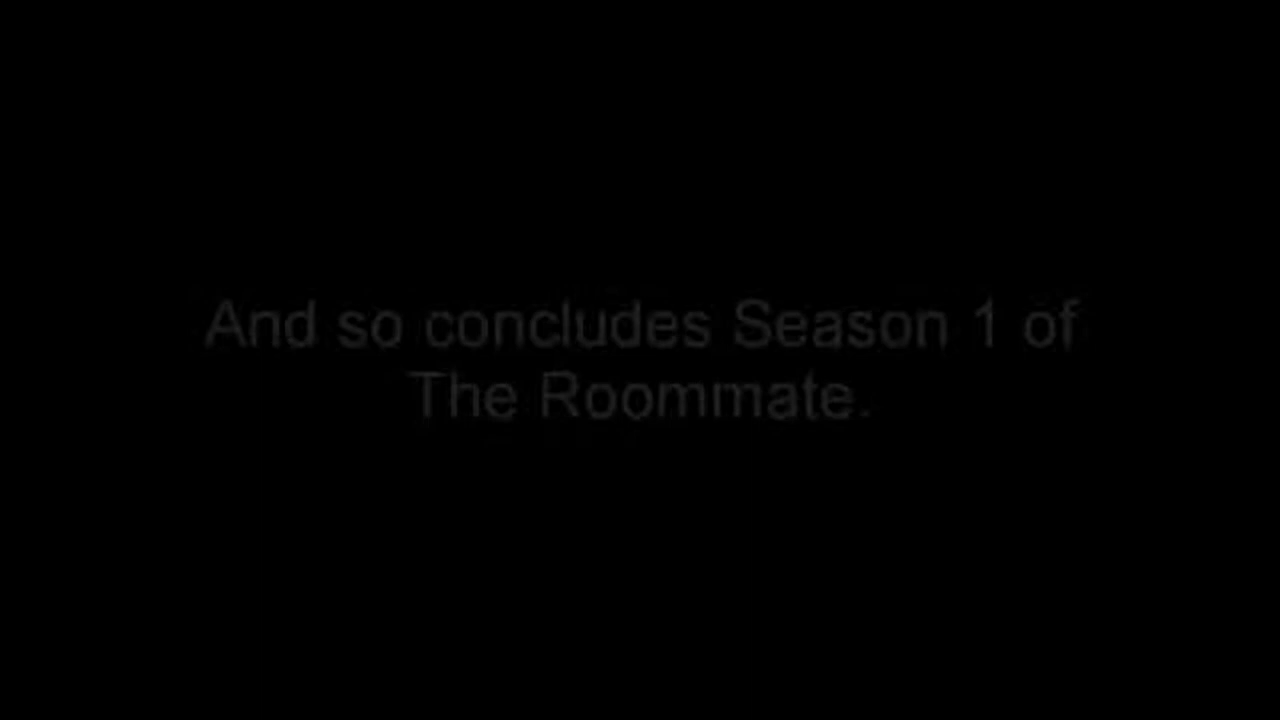 And so concludes Season 1 of
The Roommate.